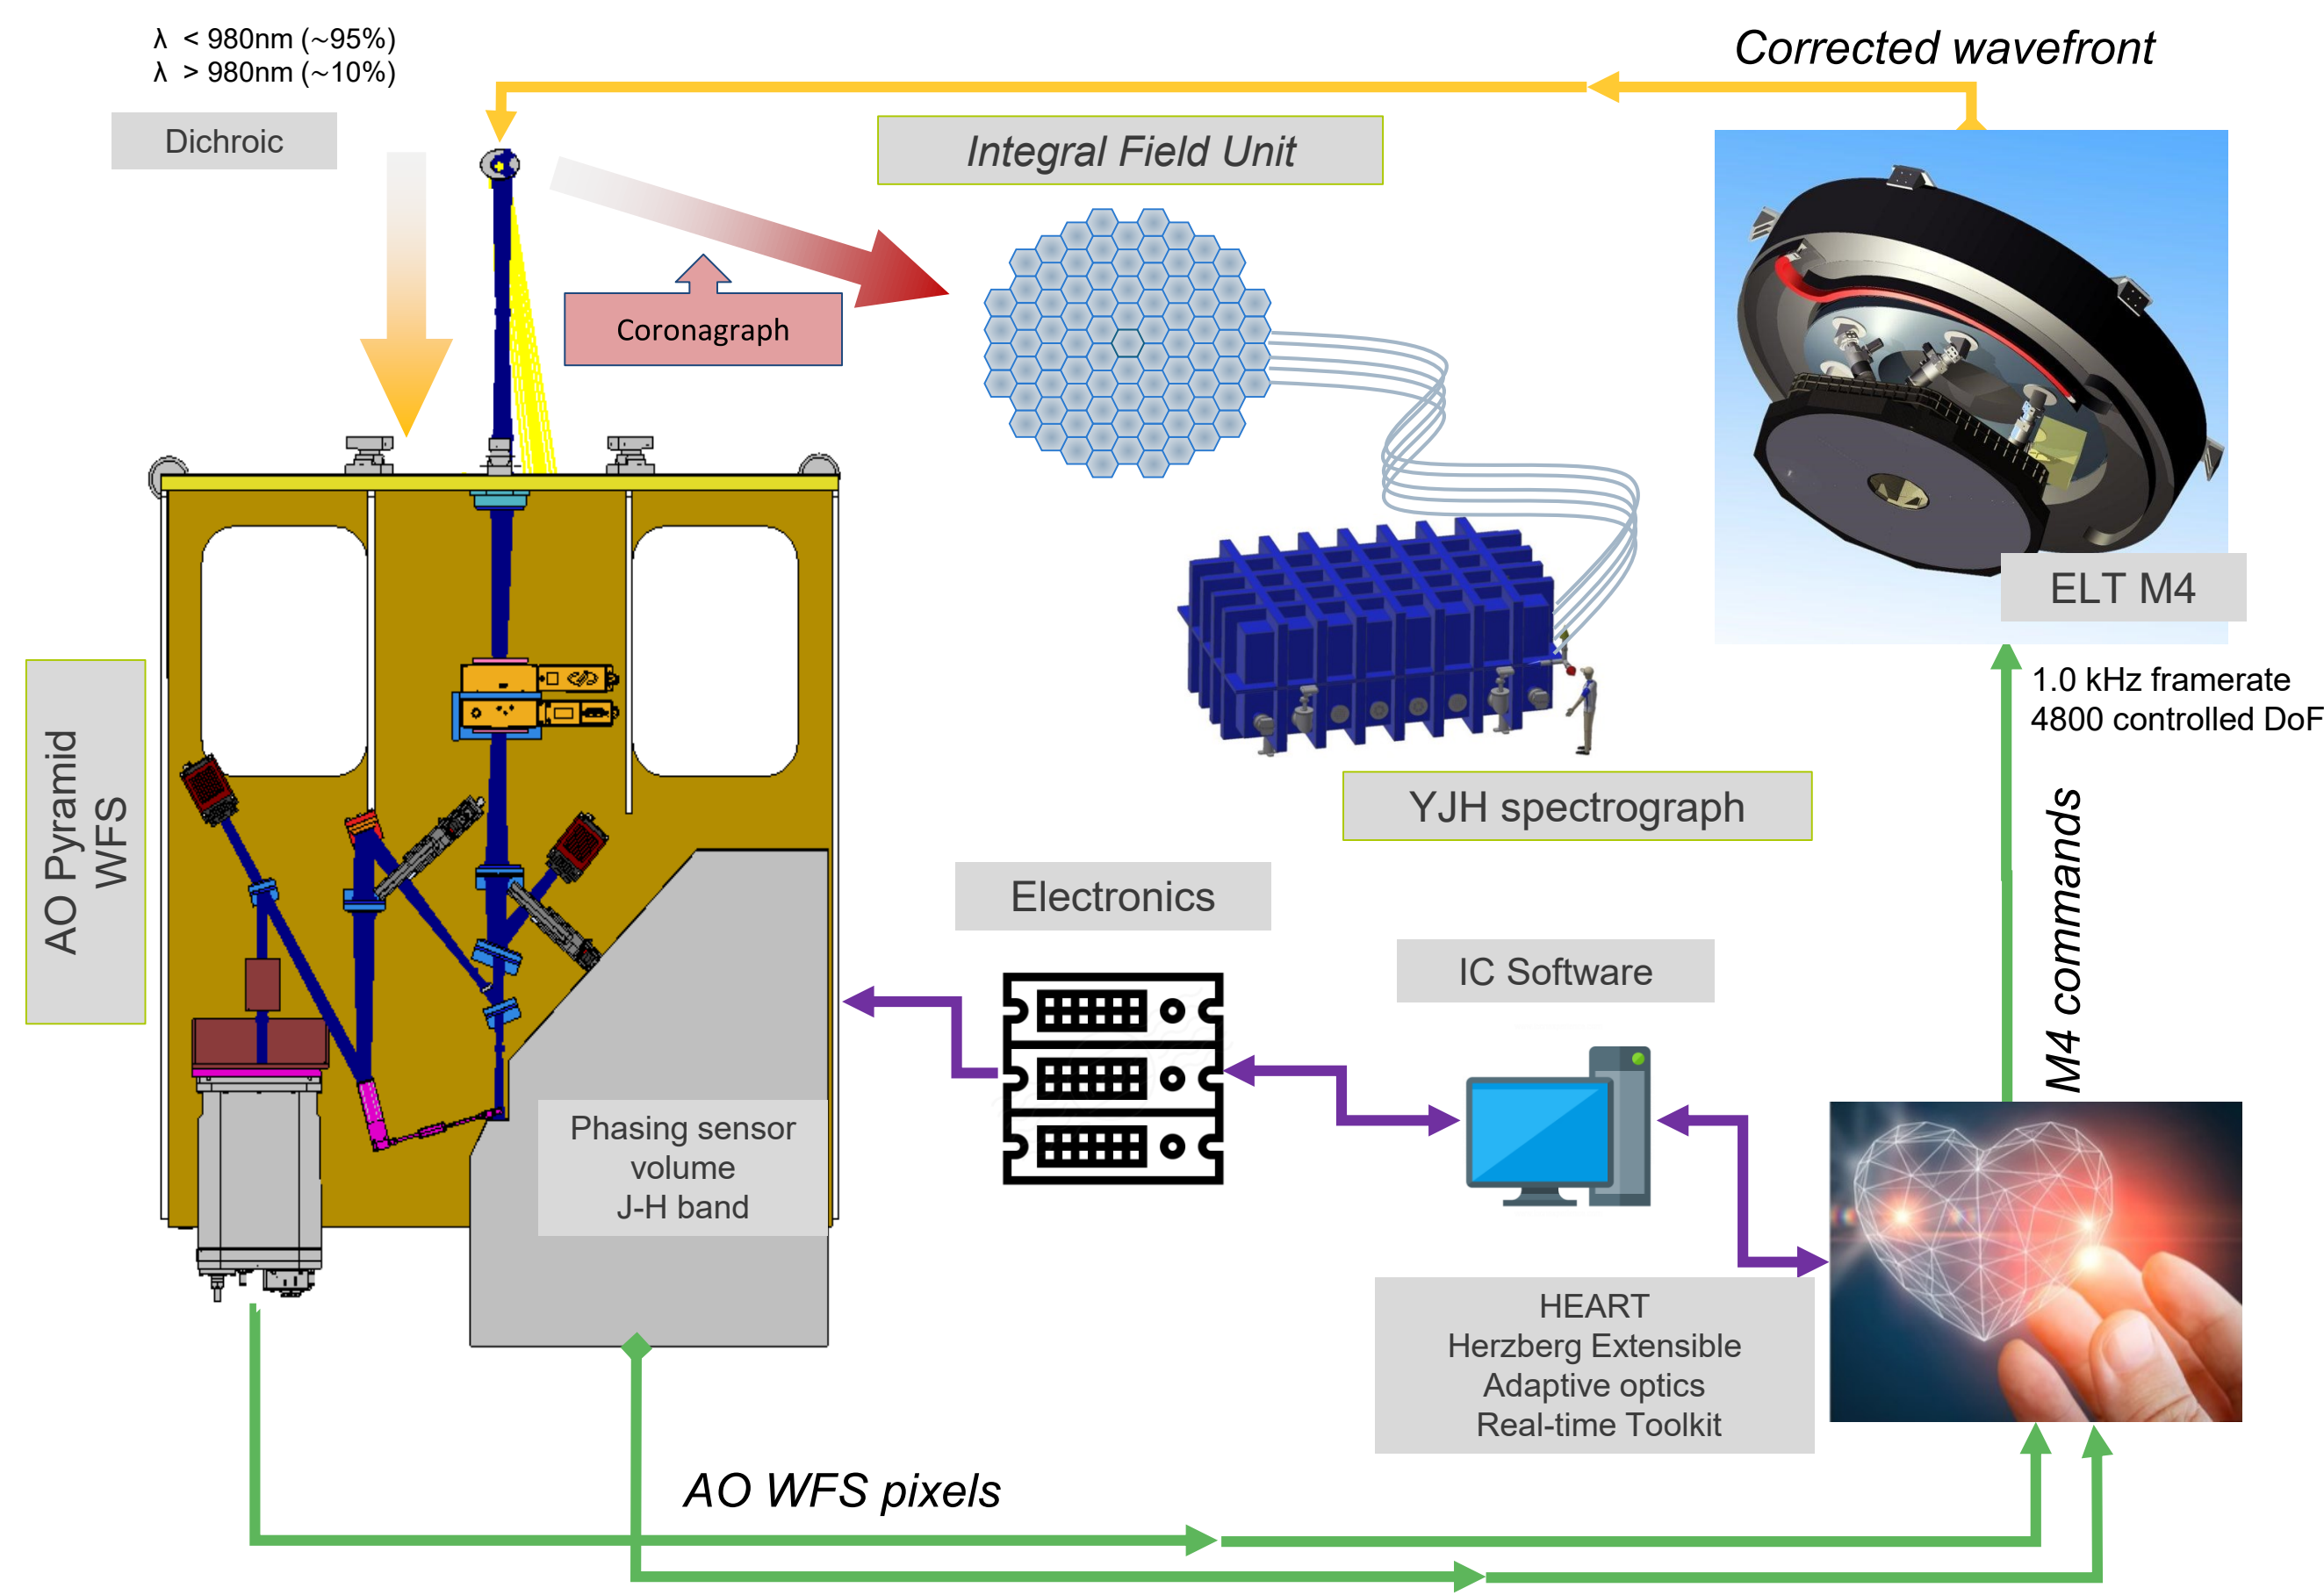 λ < 980nm (~95%)
λ > 980nm (~10%)
Dichroic
Corrected wavefront
Integral Field Unit
Coronagraph
ELT M4
1.0 kHz framerate
4800 controlled DoF
AO Pyramid
WFS
YJH spectrograph
M4 commands
Electronics
IC Software
Phasing sensor
volume
J-H band
HEART
Herzberg Extensible
Adaptive optics
Real-time Toolkit
AO WFS pixels